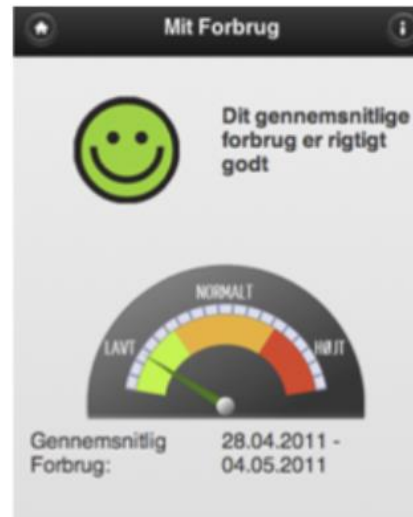 Mit Forbrug
Dit gennemsnitlige
forbrug er rigtigt
godt
NORMALT
LAVT
HØJT
Gennemsnitlig
Forbrug:
28.04.2011 -
04.05.2011